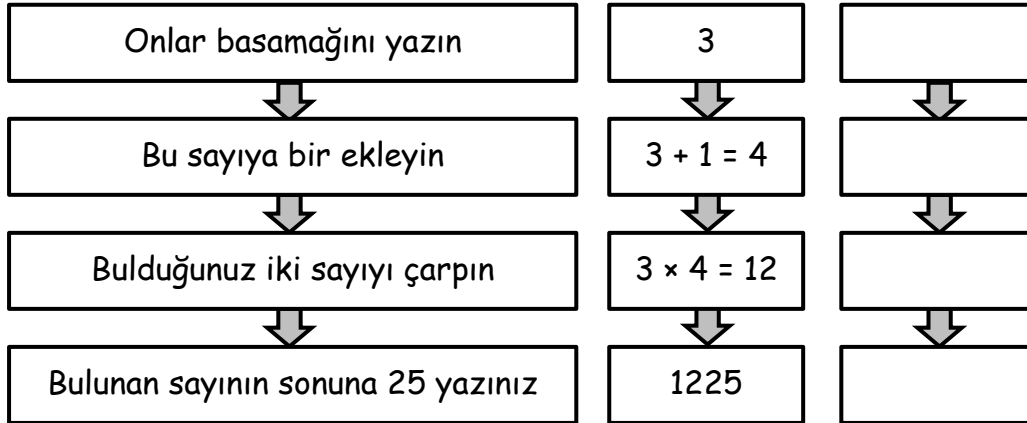 Onlar basamağını yazın
3
Bu sayıya bir ekleyin
3 + 1 = 4
Bulduğunuz iki sayıyı çarpın
3 × 4 = 12
Bulunan sayının sonuna 25 yazınız
1225